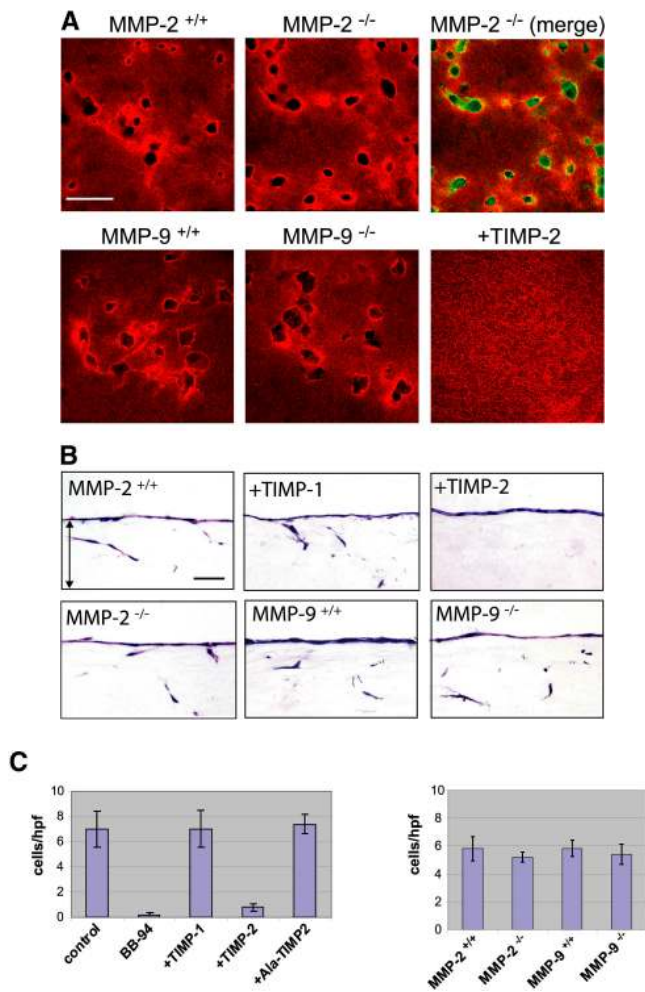 A
MMP-2 +/+ MMP-2 -/- MMP-2 -/- (merge)
MMP-9 +/+ MMP-9 -/- +TIMP-2
B
MMP-2 +/+ +TIMP-1 +TIMP-2
MMP-2 -/- MMP-9 +/+ MMP-9 -/-
C
10
8
6
4
2
0
cells/hpf
control BB-94 +TIMP-1 +TIMP-2 +Ala-TIMP2
10
8
6
4
2
0
cells/hpf
MMP-2 +/+ MMP-2 -/- MMP-9 +/+ MMP-9 -/-